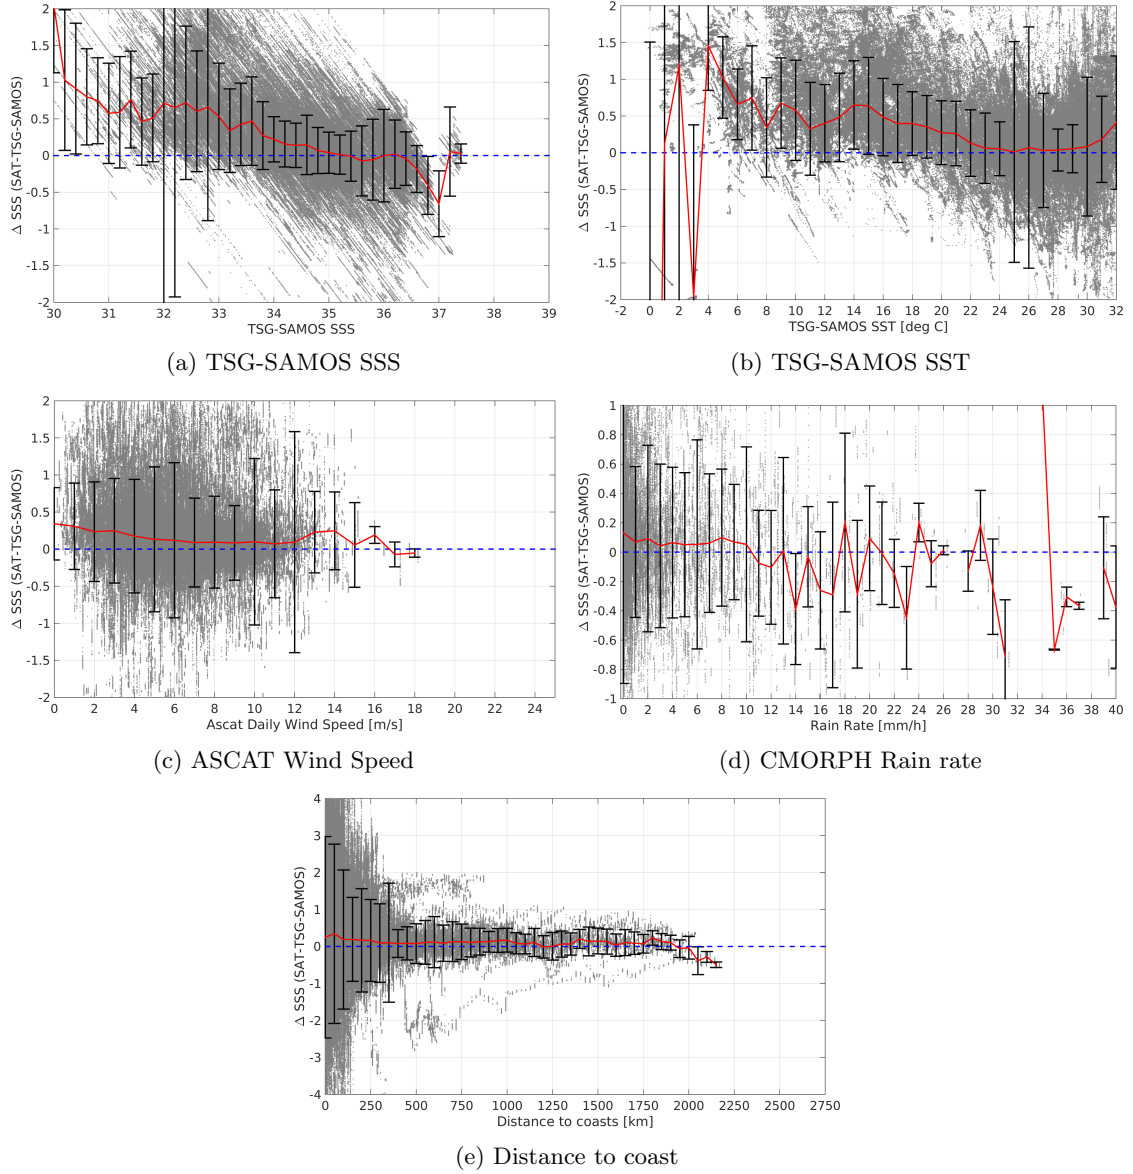 2
1.5
1
0.5
0
-0.5
-1
-1.5
-2
Δ SSS (SAT-TSG-SAMOS)
30 31 32 33 34 35 36 37 38 39
TSG-SAMOS SSS
(a) TSG-SAMOS SSS
2
1.5
1
0.5
0
-0.5
-1
-1.5
-2
Δ SSS (SAT-TSG-SAMOS)
-2 0 2 4 6 8 10 12 14 16 18 20 22 24 26 28 30 32
TSG-SAMOS SST [deg C]
(b) TSG-SAMOS SST
2
1.5
1
0.5
0
-0.5
-1
-1.5
-2
Δ SSS (SAT-TSG-SAMOS)
0 2 4 6 8 10 12 14 16 18 20 22 24
Ascat Daily Wind Speed [m/s]
(c) ASCAT Wind Speed
1
0.8
0.6
0.4
0.2
0
-0.2
-0.4
-0.6
-0.8
-1
Δ SSS (SAT-TSG-SAMOS)
0 2 4 6 8 10 12 14 16 18 20 22 24 26 28 30 32 34 36 38 40
Rain Rate [mm/h]
(d) CMORPH Rain rate
4
3
2
1
0
-1
-2
-3
-4
Δ SSS (SAT-TSG-SAMOS)
0 250 500 750 1000 1250 1500 1750 2000 2250 2500 2750
Distance to coasts [km]
(e) Distance to coast